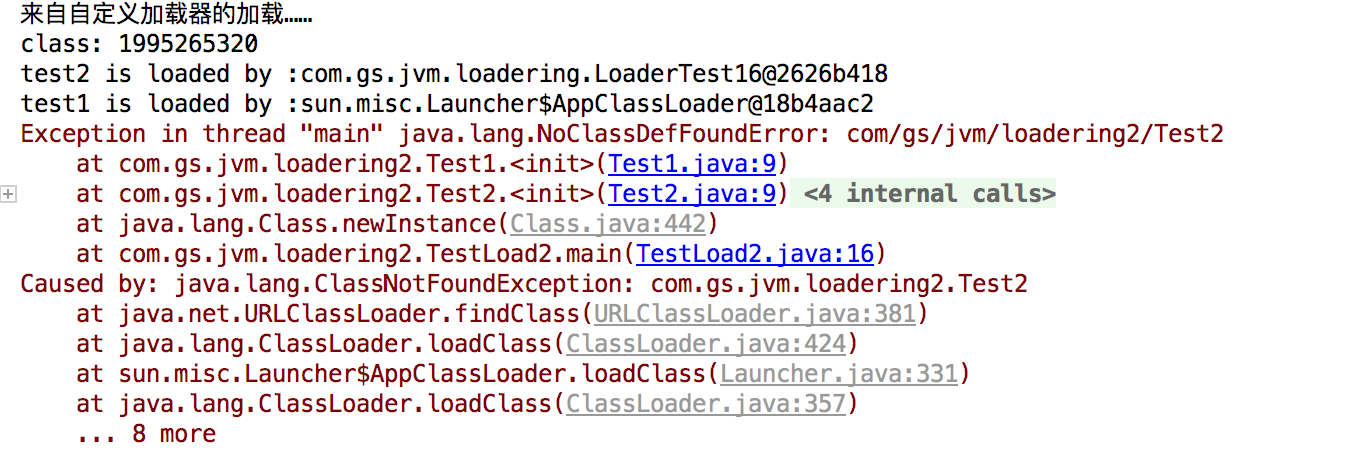 来自自定义加载器的加载……
class: 1995265320
test2 is loaded by :com.gs.jvm.loadering.LoaderTest16@2626b418
test1 is loaded by :sun.misc.Launcher$AppClassLoader@18b4aac2
Exception in thread "main" java.lang.NoClassDefFoundError: com/gs/jvm/loadering2/Test2
at com.gs.jvm.loadering2.Test1.<init>(Test1.java:9)
at com.gs.jvm.loadering2.Test2.<init>(Test2.java:9) <4 internal calls>
at java.lang.Class.newInstance(Class.java:442)
at com.gs.jvm.loadering2.TestLoad2.main(TestLoad2.java:16)
Caused by: java.lang.ClassNotFoundException: com.gs.jvm.loadering2.Test2
at java.net.URLClassLoader.findClass(URLClassLoader.java:381)
at java.lang.ClassLoader.loadClass(ClassLoader.java:424)
at sun.misc.Launcher$AppClassLoader.loadClass(Launcher.java:331)
at java.lang.ClassLoader.loadClass(ClassLoader.java:357)
... 8 more